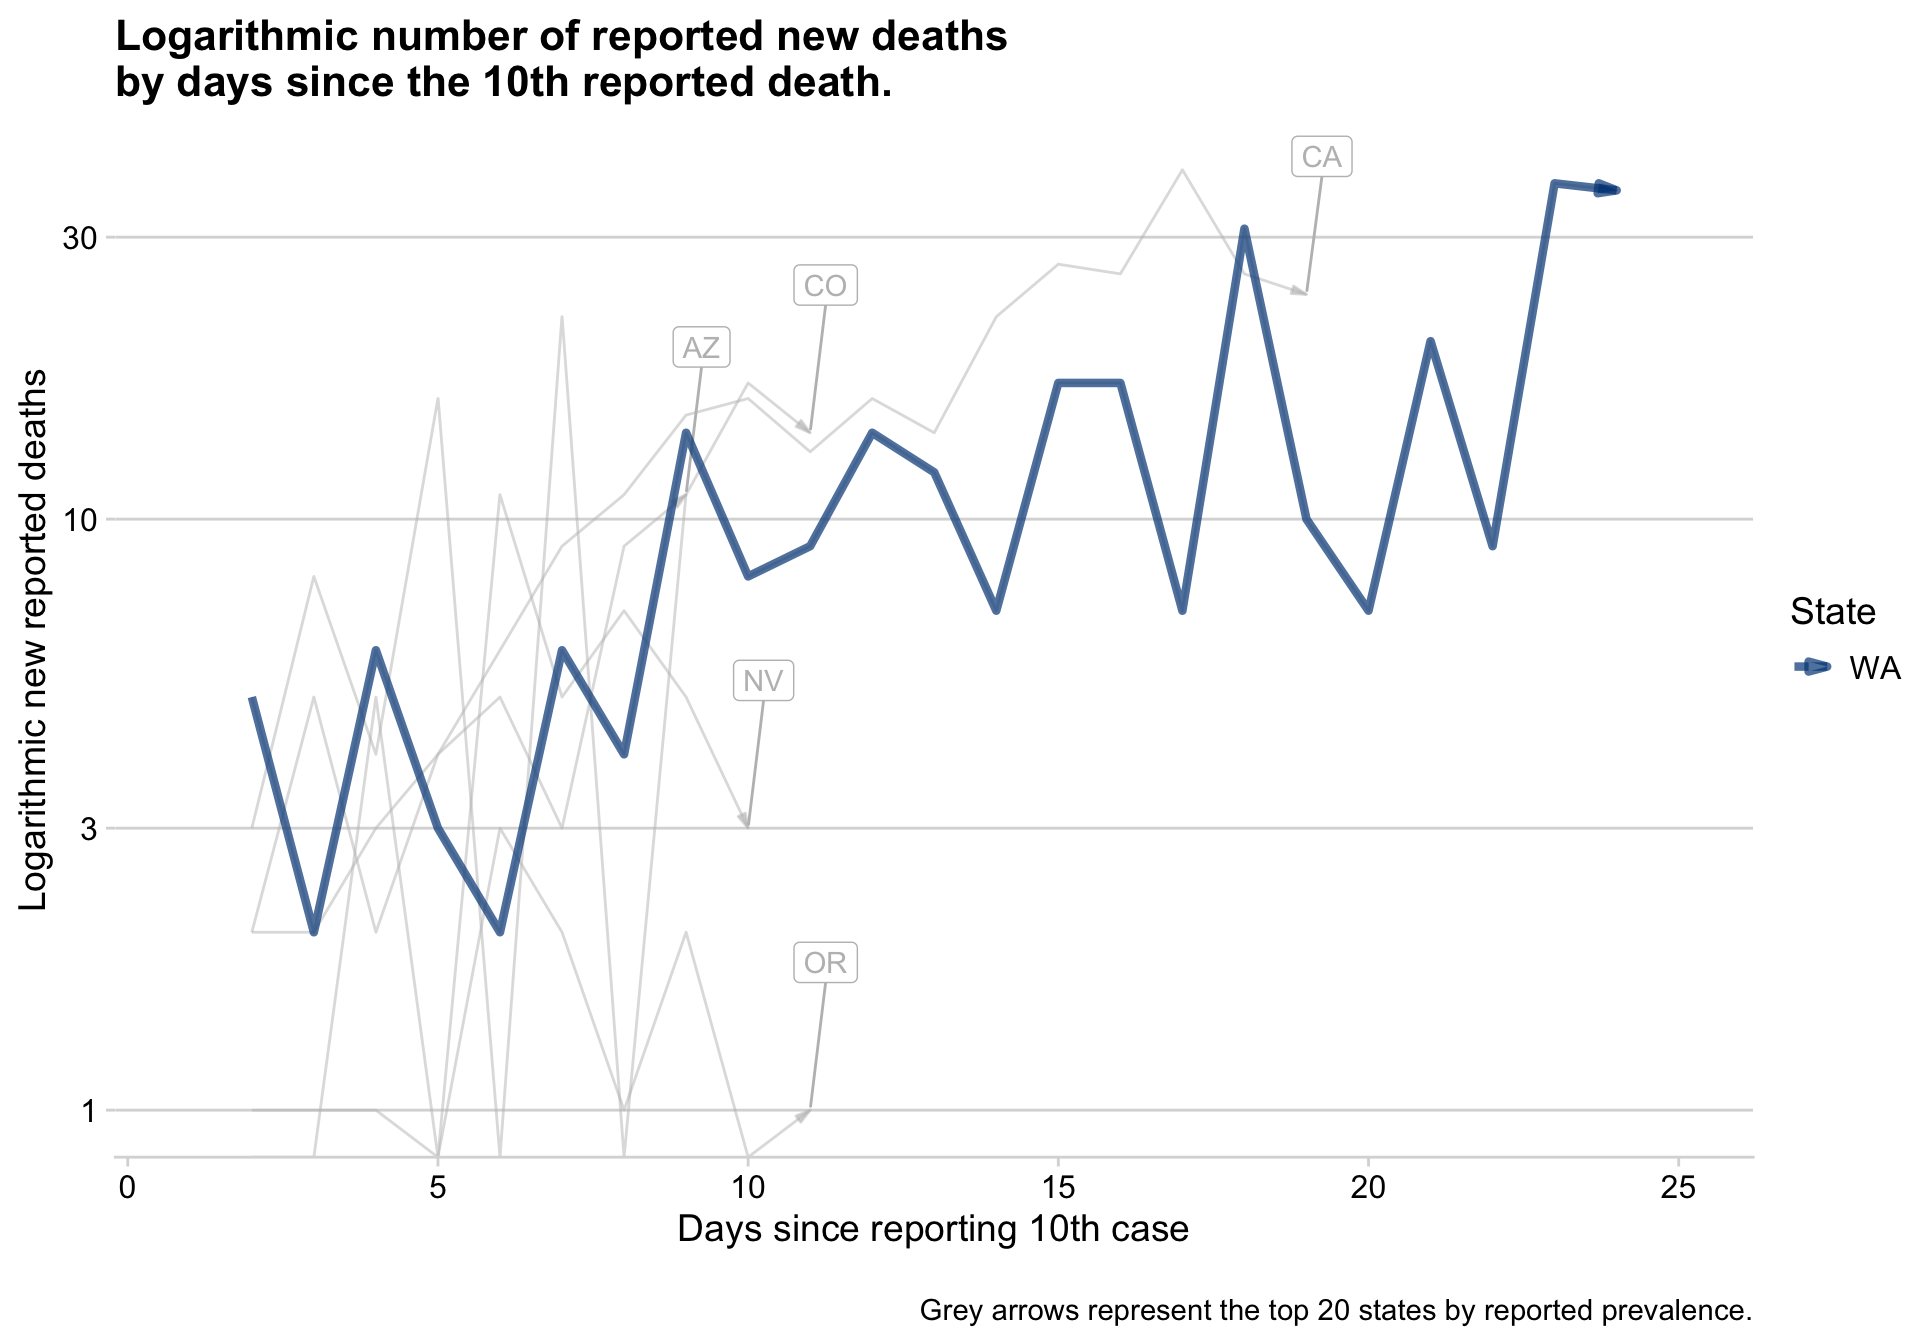 Logarithmic number of reported new deaths
by days since the 10th reported death.
CA
30
CO
AZ
Logarithmic new reported deaths
10
State
WA
NV
3
OR
1
0 5 10 15 20 25
Days since reporting 10th case
Grey arrows represent the top 20 states by reported prevalence.